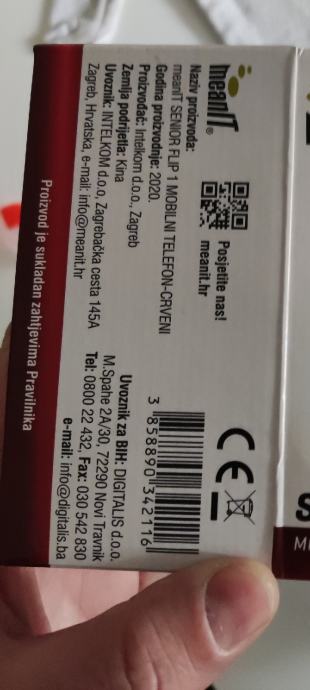 meanIT®
Posjetite nas!
meanit.hr
Naziv proizvoda:
meanIT SENIOR FLIP 1 MOBILNI TELEFON-CRVENI
Godina proizvodnje: 2020.
Proizvođač: Intelkom d.o.o., Zagreb
Zemlja podrijetla: Kina
Uvoznik: INTELKOM d.o.o, Zagrebačka cesta 145A
Zagreb, Hrvatska, e-mail: info@meanit.hr
CE
3 858890 342116
Uvoznik za BIH: DIGITALIS d.o.o.
M.Spahe 2A/30, 72290 Novi Travnik
Tel: 0800 22 432, Fax: 030 542 830
e-mail: info@digitalis.ba
Proizvod je sukladan zahtjevima Pravilnika